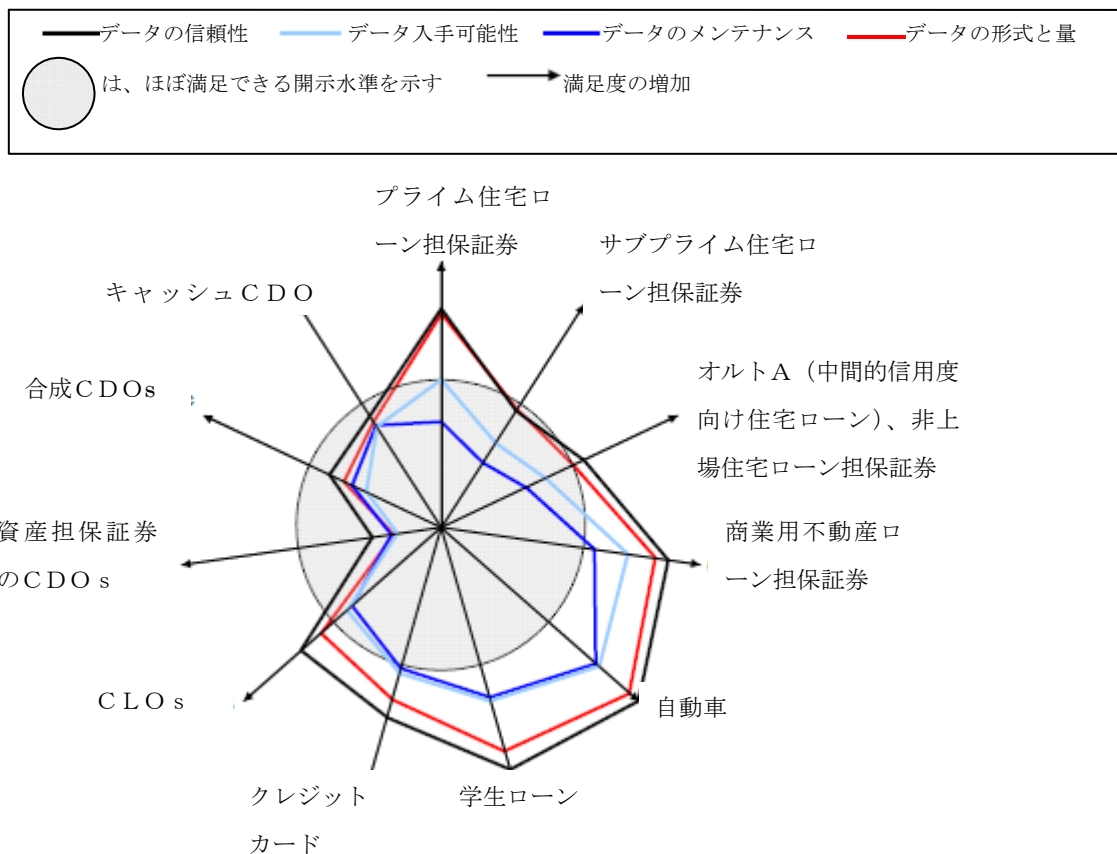 データの信頼性 データ入手可能性 データのメンテナンス データの形式と量
は、ほぼ満足できる開示水準を示す 満足度の増加
プライム住宅ロ
ーン担保証券
サブプライム住宅ロ
ーン担保証券
キャッシュCDO
オルトA(中間的信用度
向け住宅ローン)、非上
場住宅ローン担保証券
合成CDOs
商業用不動産ロ
ーン担保証券
資産担保証券
のCDOs
自動車
CLOs
学生ローン
クレジット
カード